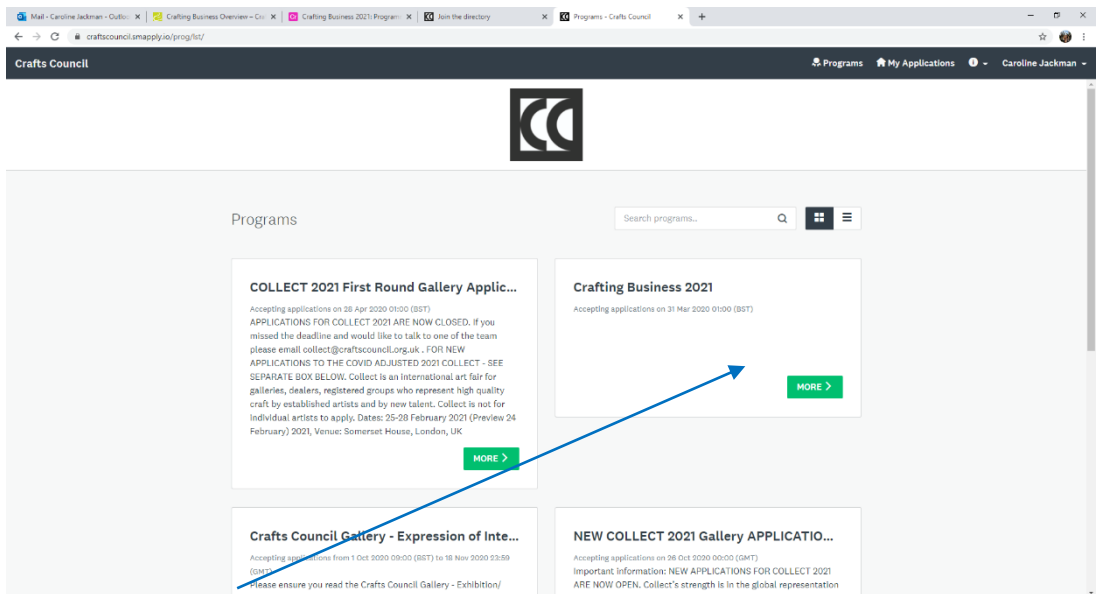 Mail - Caroline Jackman - Outloo
Crafting Business Overview – Cra
Crafting Business 2021: Program
Join the directory
Programs - Crafts Council
craftscouncil.smapply.io/prog/lst/
Crafts Council
Programs
My Applications
Caroline Jackman
Programs
Search programs..
COLLECT 2021 First Round Gallery Applic...
Accepting applications on 28 Apr 2020 01:00 (BST)
APPLICATIONS FOR COLLECT 2021 ARE NOW CLOSED. If you
missed the deadline and would like to talk to one of the team
please email collect@craftscouncil.org.uk . FOR NEW
APPLICATIONS TO THE COVID ADJUSTED 2021 COLLECT - SEE
SEPARATE BOX BELOW. Collect is an international art fair for
galleries, dealers, registered groups who represent high quality
craft by established artists and by new talent. Collect is not for
individual artists to apply. Dates: 25-28 February 2021 (Preview 24
February) 2021, Venue: Somerset House, London, UK
MORE
Crafting Business 2021
Accepting applications on 31 Mar 2020 01:00 (BST)
MORE
Crafts Council Gallery - Expression of Inte...
Accepting applications from 1 Oct 2020 09:00 (BST) to 18 Nov 2020 23:59
(GMT)
Please ensure you read the Crafts Council Gallery - Exhibition/
NEW COLLECT 2021 Gallery APPLICATIO...
Accepting applications on 26 Oct 2020 00:00 (GMT)
Important information: NEW APPLICATIONS FOR COLLECT 2021
ARE NOW OPEN. Collect's strength is in the global representation